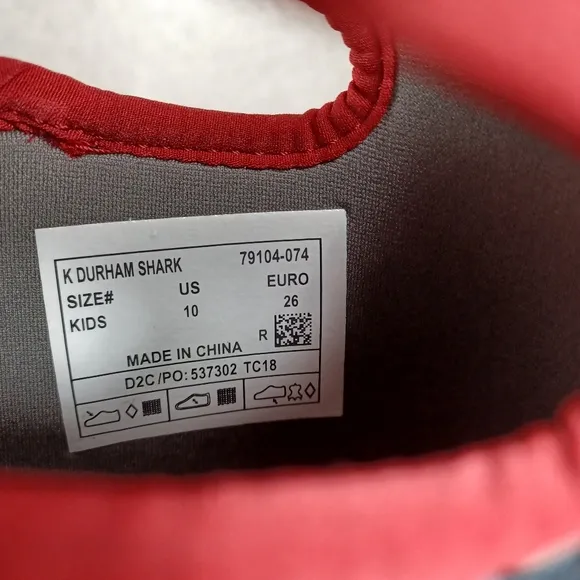 K DURHAM SHARK 79104-074
SIZE# US EURO
KIDS 10 26
R
MADE IN CHINA
D2C/PO: 537302 TC18